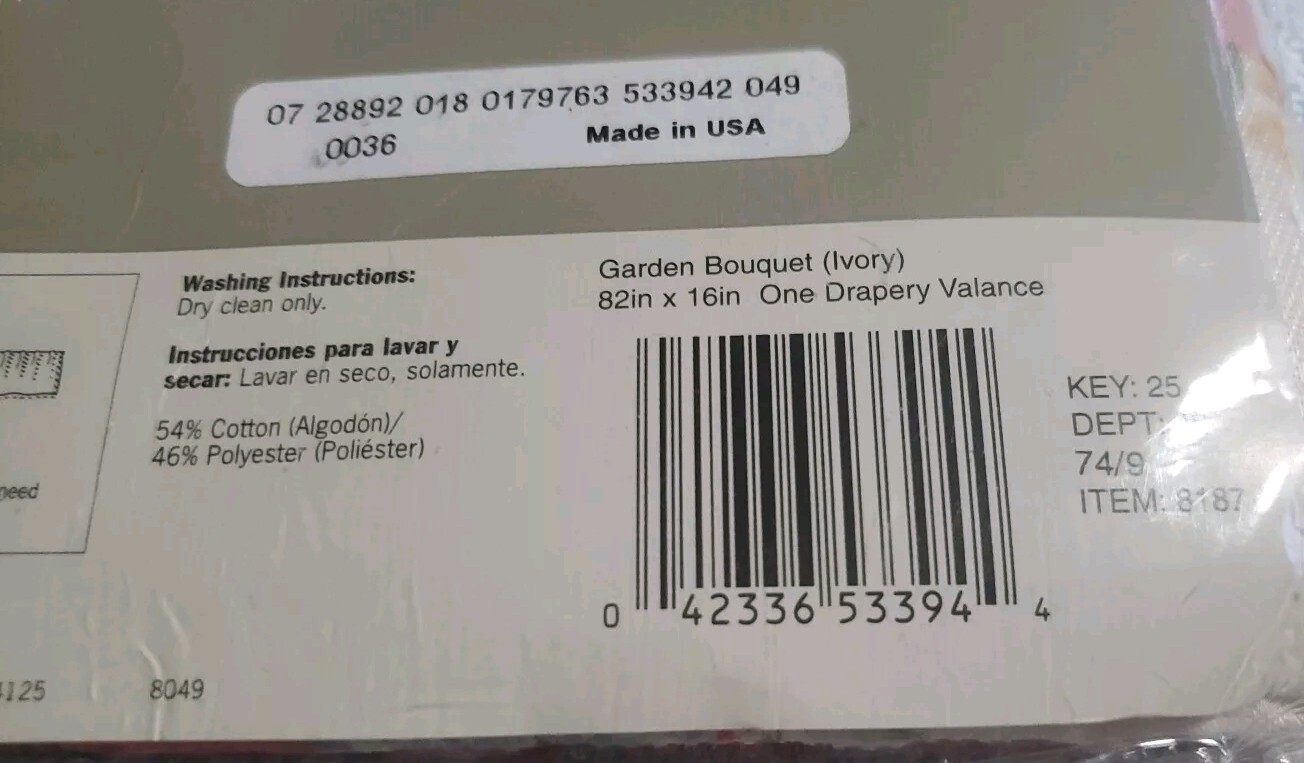 07 28892 018 0179763 533942 049
0036 Made in USA
Washing Instructions:
Dry clean only.
Instrucciones para lavar y
secar: Lavar en seco, solamente.
54% Cotton (Algodón)/
46% Polyester (Poliéster)
Garden Bouquet (Ivory)
82in x 16in One Drapery Valance
0 42336 53394 4
KEY: 25
DEPT:
74/9
ITEM: 8187
8049